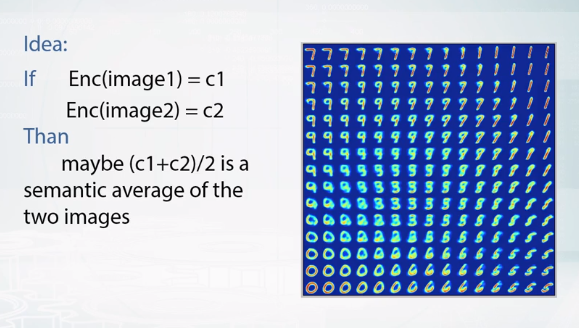 Idea:
If Enc(image1) = c1
Enc(image2) = c2
Than
maybe (c1+c2)/2 is a
semantic average of the
two images